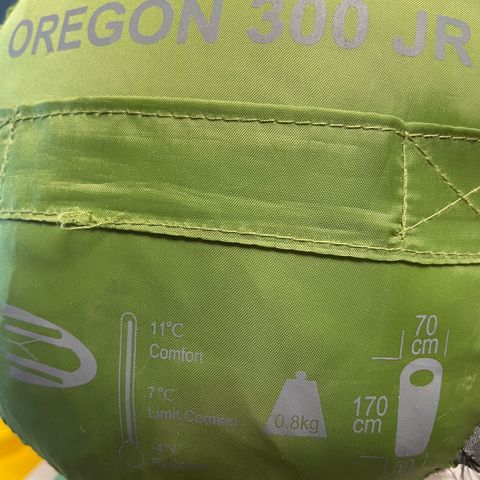 OREGON 300 JR
11°C
Comfort
7°C
Limit Comfort
0.8kg
70
cm
170
cm